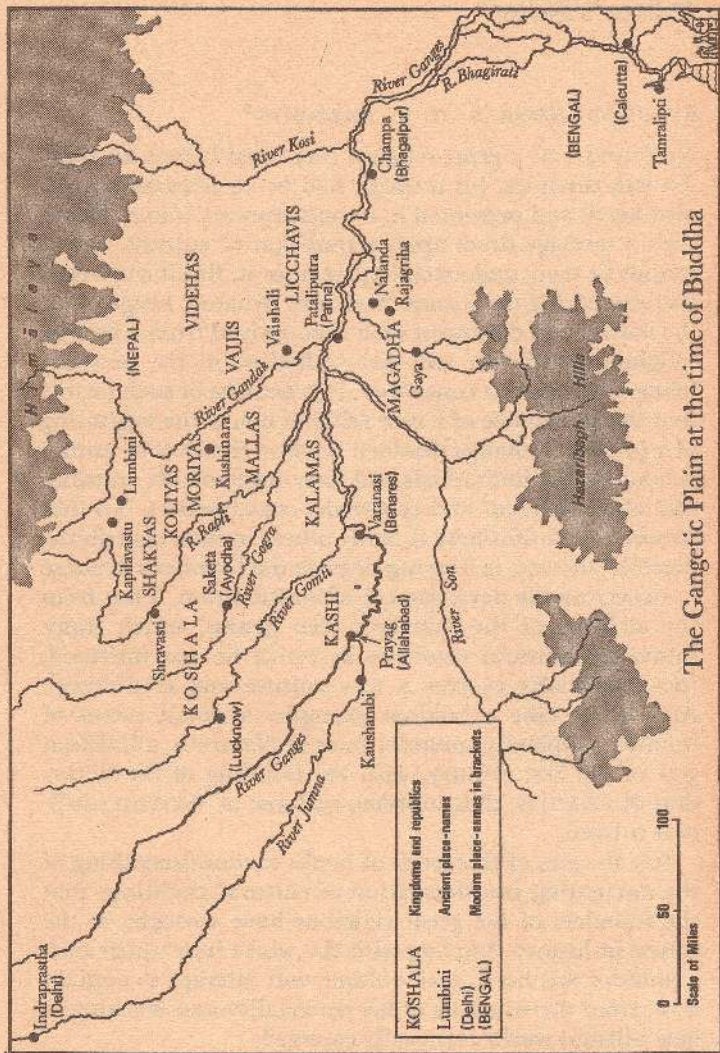 The Gangetic Plain at the time of Buddha
Himālaya
Indraprastha
(Delhi)
Kapilavastu
Lumbini
(NEPAL)
SHAKYAS
KOLIYAS
MORIYAS
Shravasti
R. Rabti
Kushinara
KOSHALA
Saketa
(Ayodha)
River Gogra
MALLAS
River Gandok
VIDEHAS
VAJJIS
Vaishali
LICCHAVIS
Pataliputra
(Patna)
River Kosi
(Lucknow)
River Gomti
KALAMAS
River Ganges
River Jumna
KASHI
Varanasi
(Benares)
Prayag
(Allahabad)
Kaushambi
River Son
MAGADHA
Nalanda
Rajagriha
Gaya
Champa
(Bhagalpur)
River Ganges
R. Bhagirati
(BENGAL)
(Calcutta)
Tamralipti
Hazaribagh Hills
KOSHALA Kingdoms and republics
Lumbini Ancient place-names
(Delhi) Modern place-names in brackets
(BENGAL)
0 50 100
Scale of Miles